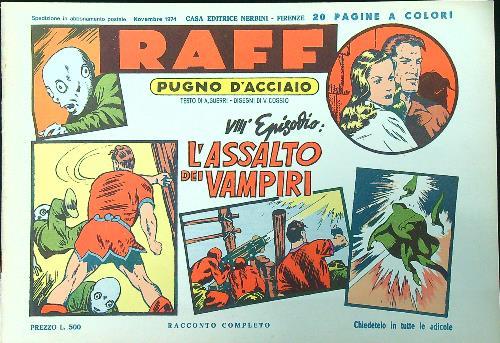 Spedizione in abbonamento postale Novembre 1974 CASA EDITRICE NERBINI - FIRENZE 20 PAGINE A COLORI
RAFF
PUGNO D'ACCIAIO
TESTO DI A. GUERRI - DISEGNI DI V. COSSIO
VIII° Episodio:
L'ASSALTO
DEI VAMPIRI
PREZZO L. 500 RACCONTO COMPLETO Chiedetelo in tutte le edicole